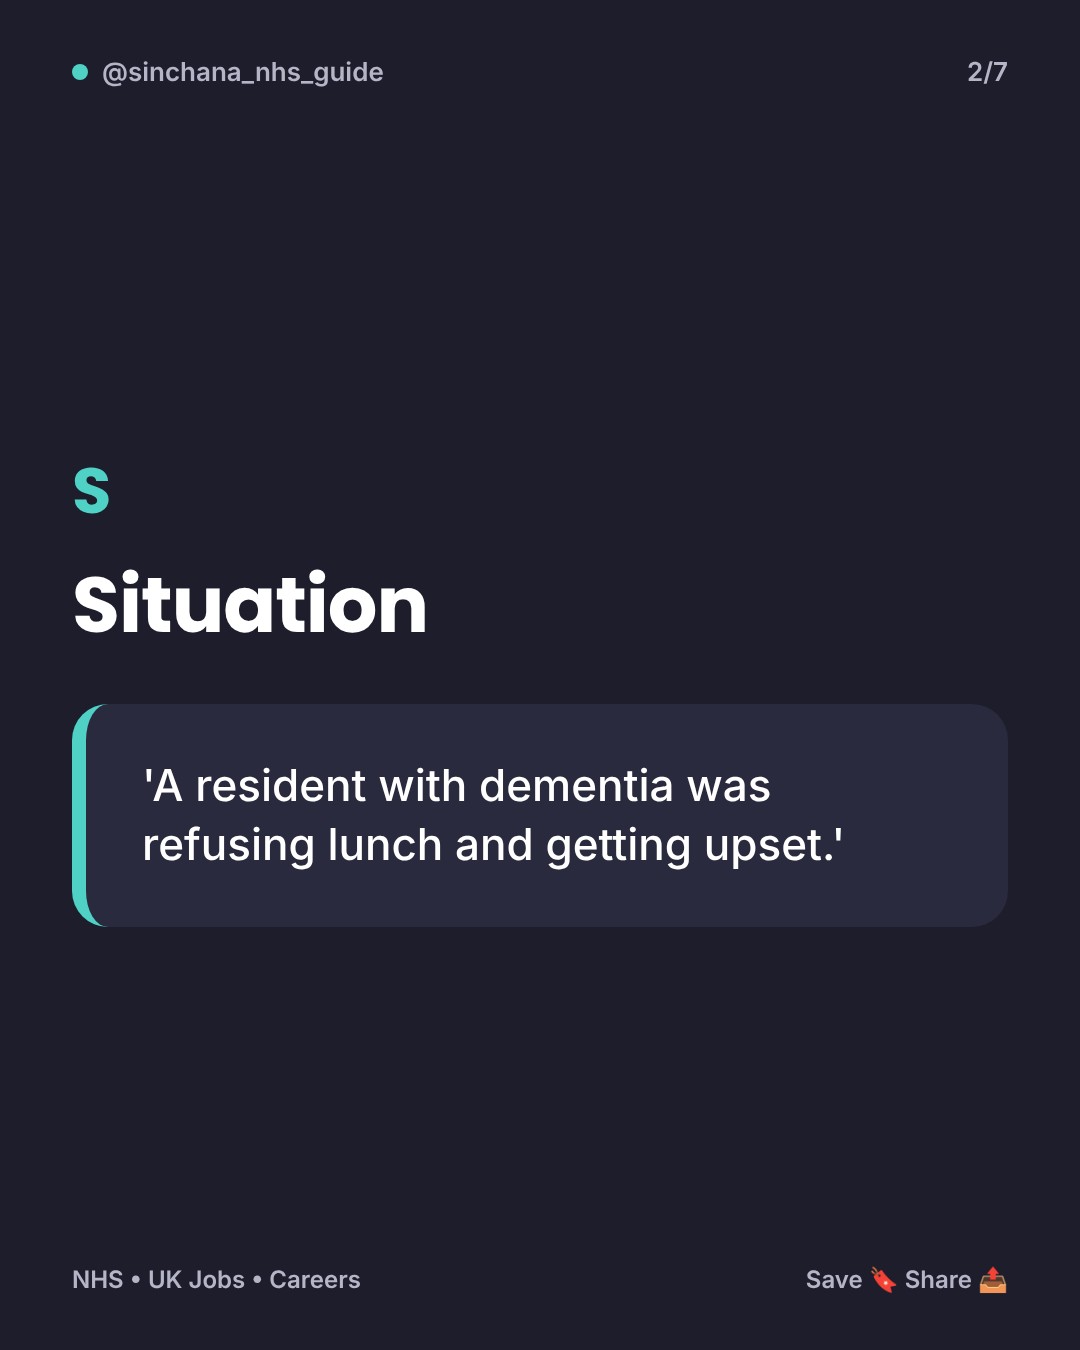 @sinchana_nhs_guide
2/7
S
Situation
'A resident with dementia was
refusing lunch and getting upset.'
NHS • UK Jobs • Careers
Save 🔖 Share 📤